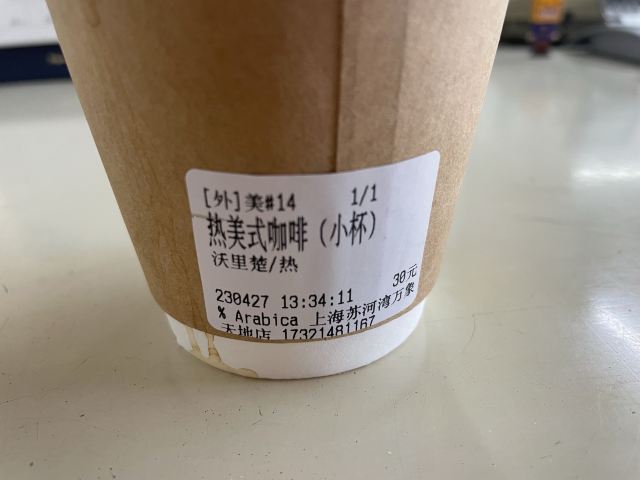 [外]美#14 1/1
热美式咖啡（小杯）
沃里楚/热
30元
230427 13:34:11
% Arabica 上海苏河湾万象
天地店 17321481167